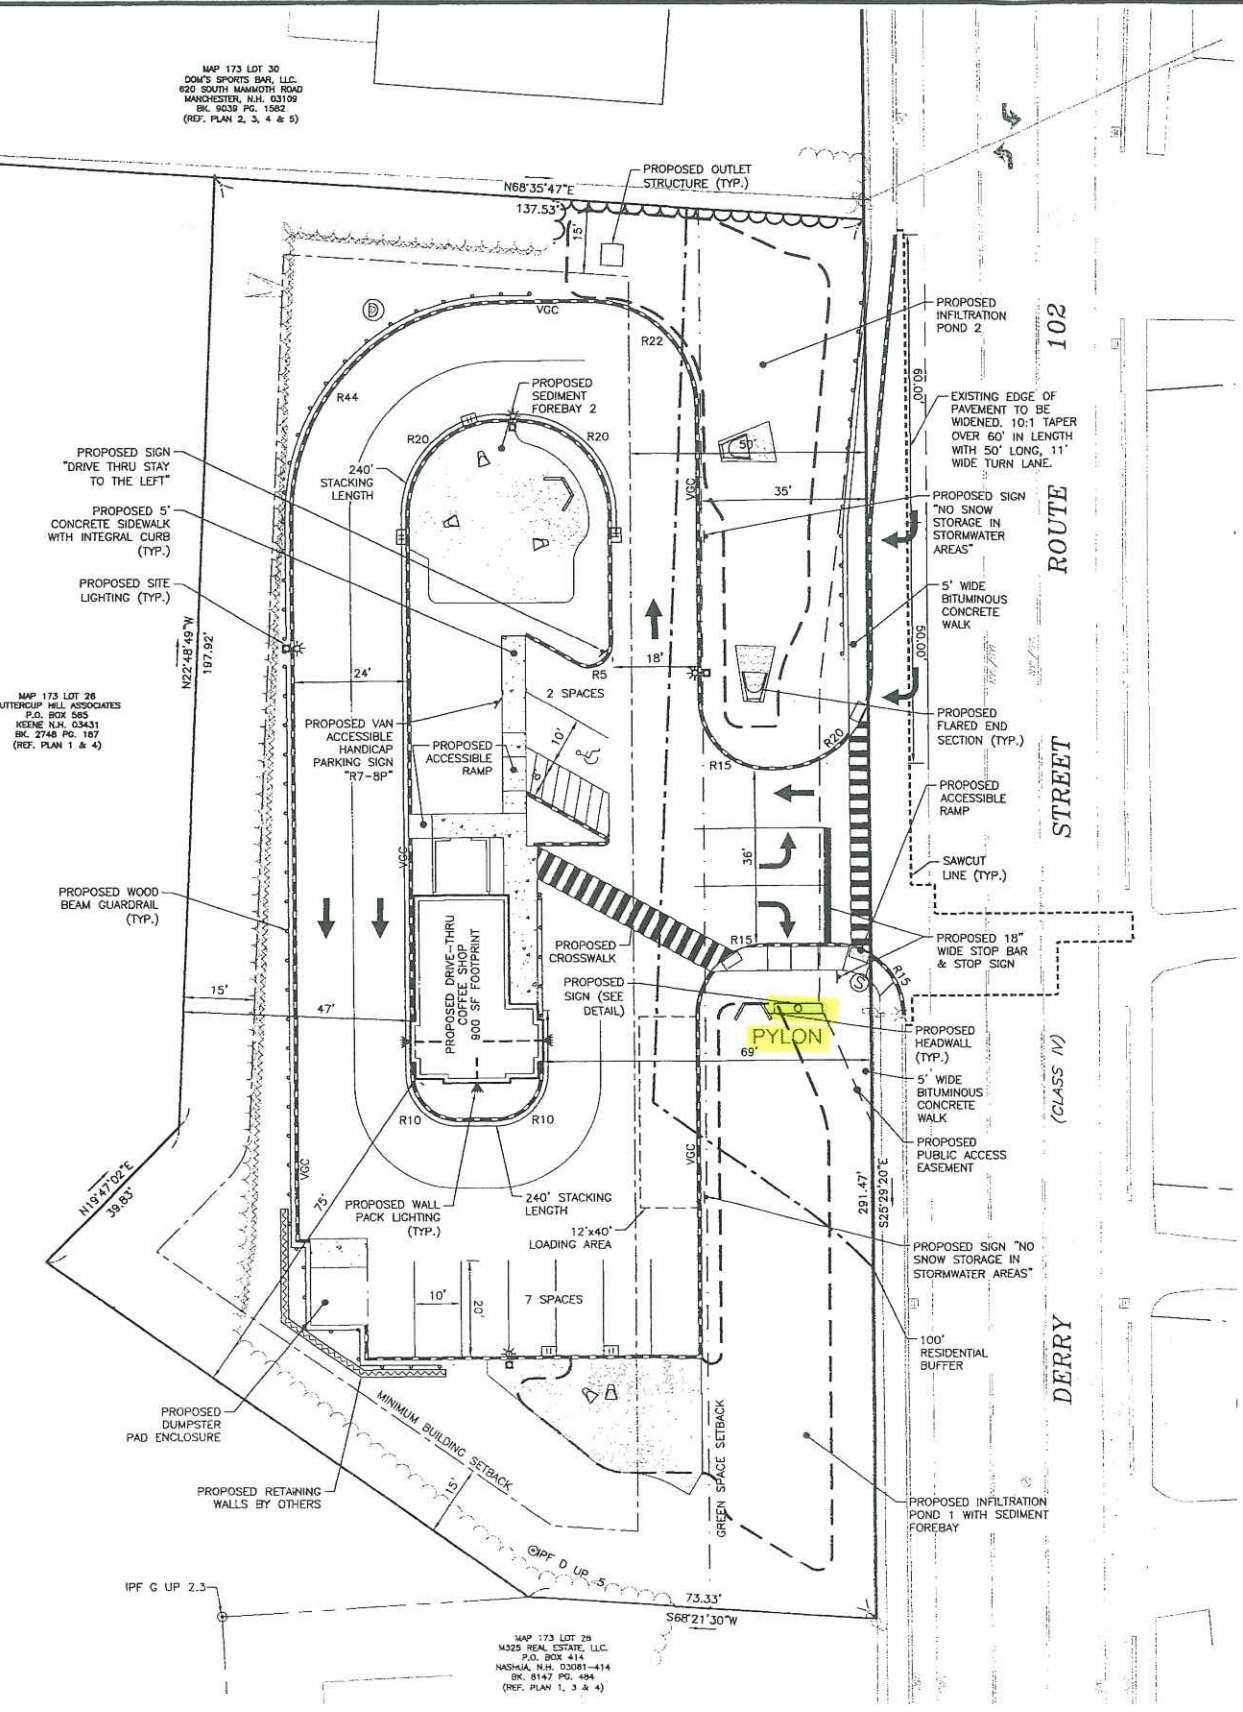 MAP 173 LOT 30
DOM'S SPORTS BAR, LLC.
620 SOUTH MAMMOTH ROAD
MANCHESTER, N.H. 03109
BK. 9039 PG. 1582
(REF. PLAN 2, 3, 4 & 5)
PROPOSED OUTLET
STRUCTURE (TYP.)
N68°35'47"E
137.53'
15'
D
VGC
R22
R44
PROPOSED
INFILTRATION
POND 2
102
60.00'
PROPOSED
SEDIMENT
FOREBAY 2
R20
R20
EXISTING EDGE OF
PAVEMENT TO BE
WIDENED. 10:1 TAPER
OVER 60' IN LENGTH
WITH 50' LONG, 11'
WIDE TURN LANE.
PROPOSED SIGN
"DRIVE THRU STAY
TO THE LEFT"
240'
STACKING
LENGTH
50'
VGC
35'
PROPOSED SIGN
"NO SNOW
STORAGE IN
STORMWATER
AREAS"
ROUTE
PROPOSED 5'
CONCRETE SIDEWALK
WITH INTEGRAL CURB
(TYP.)
PROPOSED SITE
LIGHTING (TYP.)
5' WIDE
BITUMINOUS
CONCRETE
WALK
50.00'
N22°48'49"W
197.92'
24'
R5
18'
2 SPACES
MAP 173 LOT 26
UTTERCUP HILL ASSOCIATES
P.O. BOX 565
KEENE N.H. 03431
BK. 2748 PG. 187
(REF. PLAN 1 & 4)
PROPOSED VAN
ACCESSIBLE
HANDICAP
PARKING SIGN
"R7-8P"
PROPOSED
ACCESSIBLE
RAMP
10'
8'
PROPOSED
FLARED END
SECTION (TYP.)
R20
R15
STREET
PROPOSED
ACCESSIBLE
RAMP
36'
VGC
SAWCUT
LINE (TYP.)
PROPOSED WOOD
BEAM GUARDRAIL
(TYP.)
PROPOSED DRIVE-THRU
COFFEE SHOP
900 SF FOOTPRINT
PROPOSED
CROSSWALK
R15
PROPOSED 18"
WIDE STOP BAR
& STOP SIGN
R15
S
PROPOSED
SIGN (SEE
DETAIL)
15'
47'
PYLON
69'
PROPOSED
HEADWALL
(TYP.)
(CLASS IV)
5' WIDE
BITUMINOUS
CONCRETE
WALK
R10
R10
VGC
VGC
PROPOSED
PUBLIC ACCESS
EASEMENT
291.47'
S25°29'20"E
N19°47'02"E
39.83'
75'
PROPOSED WALL
PACK LIGHTING
(TYP.)
240' STACKING
LENGTH
12'x40'
LOADING AREA
PROPOSED SIGN "NO
SNOW STORAGE IN
STORMWATER AREAS"
10'
20'
7 SPACES
100'
RESIDENTIAL
BUFFER
DERRY
PROPOSED
DUMPSTER
PAD ENCLOSURE
MINIMUM BUILDING SETBACK
GREEN SPACE SETBACK
PROPOSED RETAINING
WALLS BY OTHERS
15'
PROPOSED INFILTRATION
POND 1 WITH SEDIMENT
FOREBAY
IPF D UP .5
IPF G UP 2.3
73.33'
S68°21'30"W
MAP 173 LOT 28
M325 REAL ESTATE, LLC.
P.O. BOX 414
NASHUA, N.H. 03061-414
BK. 8147 PG. 484
(REF. PLAN 1, 3 & 4)